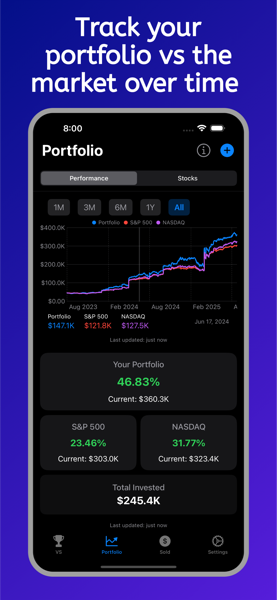 Track your
portfolio vs the
market over time
8:00
Portfolio
Performance Stocks
1M 3M 6M 1Y All
Portfolio S&P 500 NASDAQ
$400.0K
$300.0K
$200.0K
$100.0K
$0.00
Aug 2023 Feb 2024 Aug 2024 Feb 2025 A
Portfolio S&P 500 NASDAQ
$147.1K $121.8K $127.5K
Jun 17, 2024
Last updated: just now
Your Portfolio
46.83%
Current: $360.3K
S&P 500 NASDAQ
23.46% 31.77%
Current: $303.0K Current: $323.4K
Total Invested
$245.4K
Last updated: just now
VS Portfolio Sold Settings